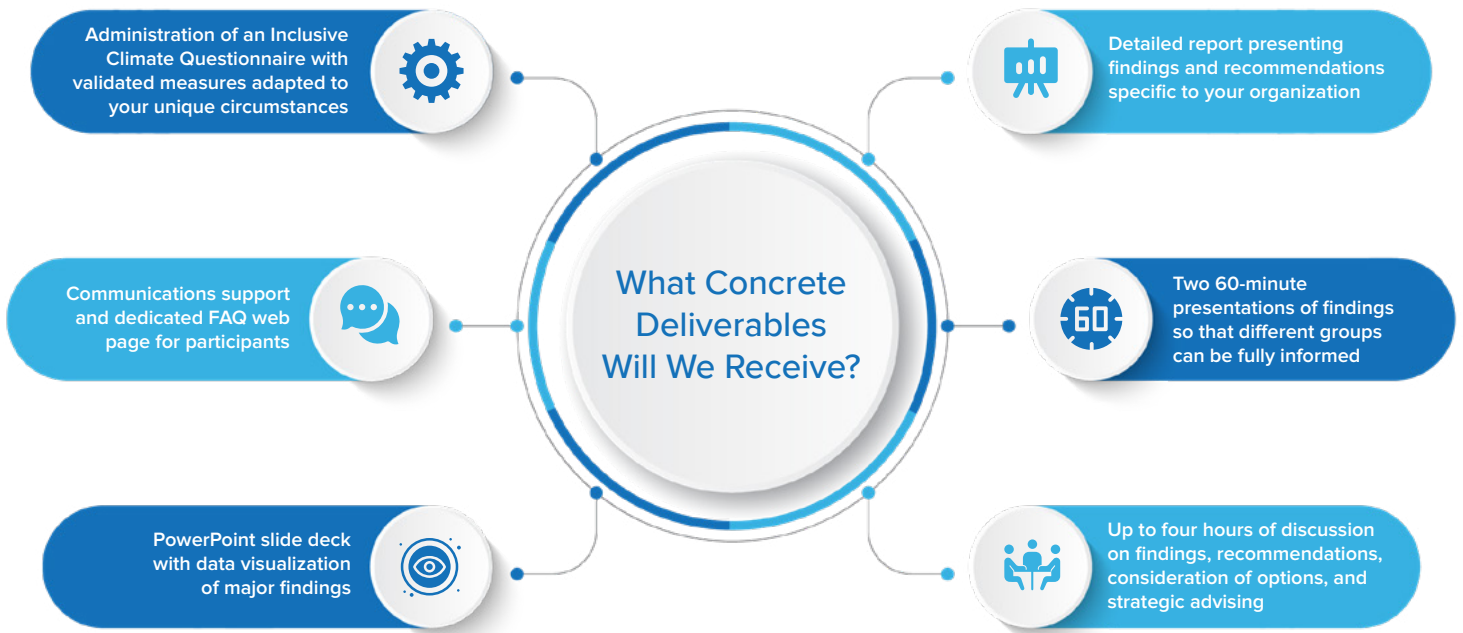 Administration of an Inclusive
Climate Questionnaire with
validated measures adapted to
your unique circumstances
Communications support
and dedicated FAQ web
page for participants
PowerPoint slide deck
with data visualization
of major findings
What Concrete
Deliverables
Will We Receive?
Detailed report presenting
findings and recommendations
specific to your organization
60
Two 60-minute
presentations of findings
so that different groups
can be fully informed
Up to four hours of discussion
on findings, recommendations,
consideration of options, and
strategic advising